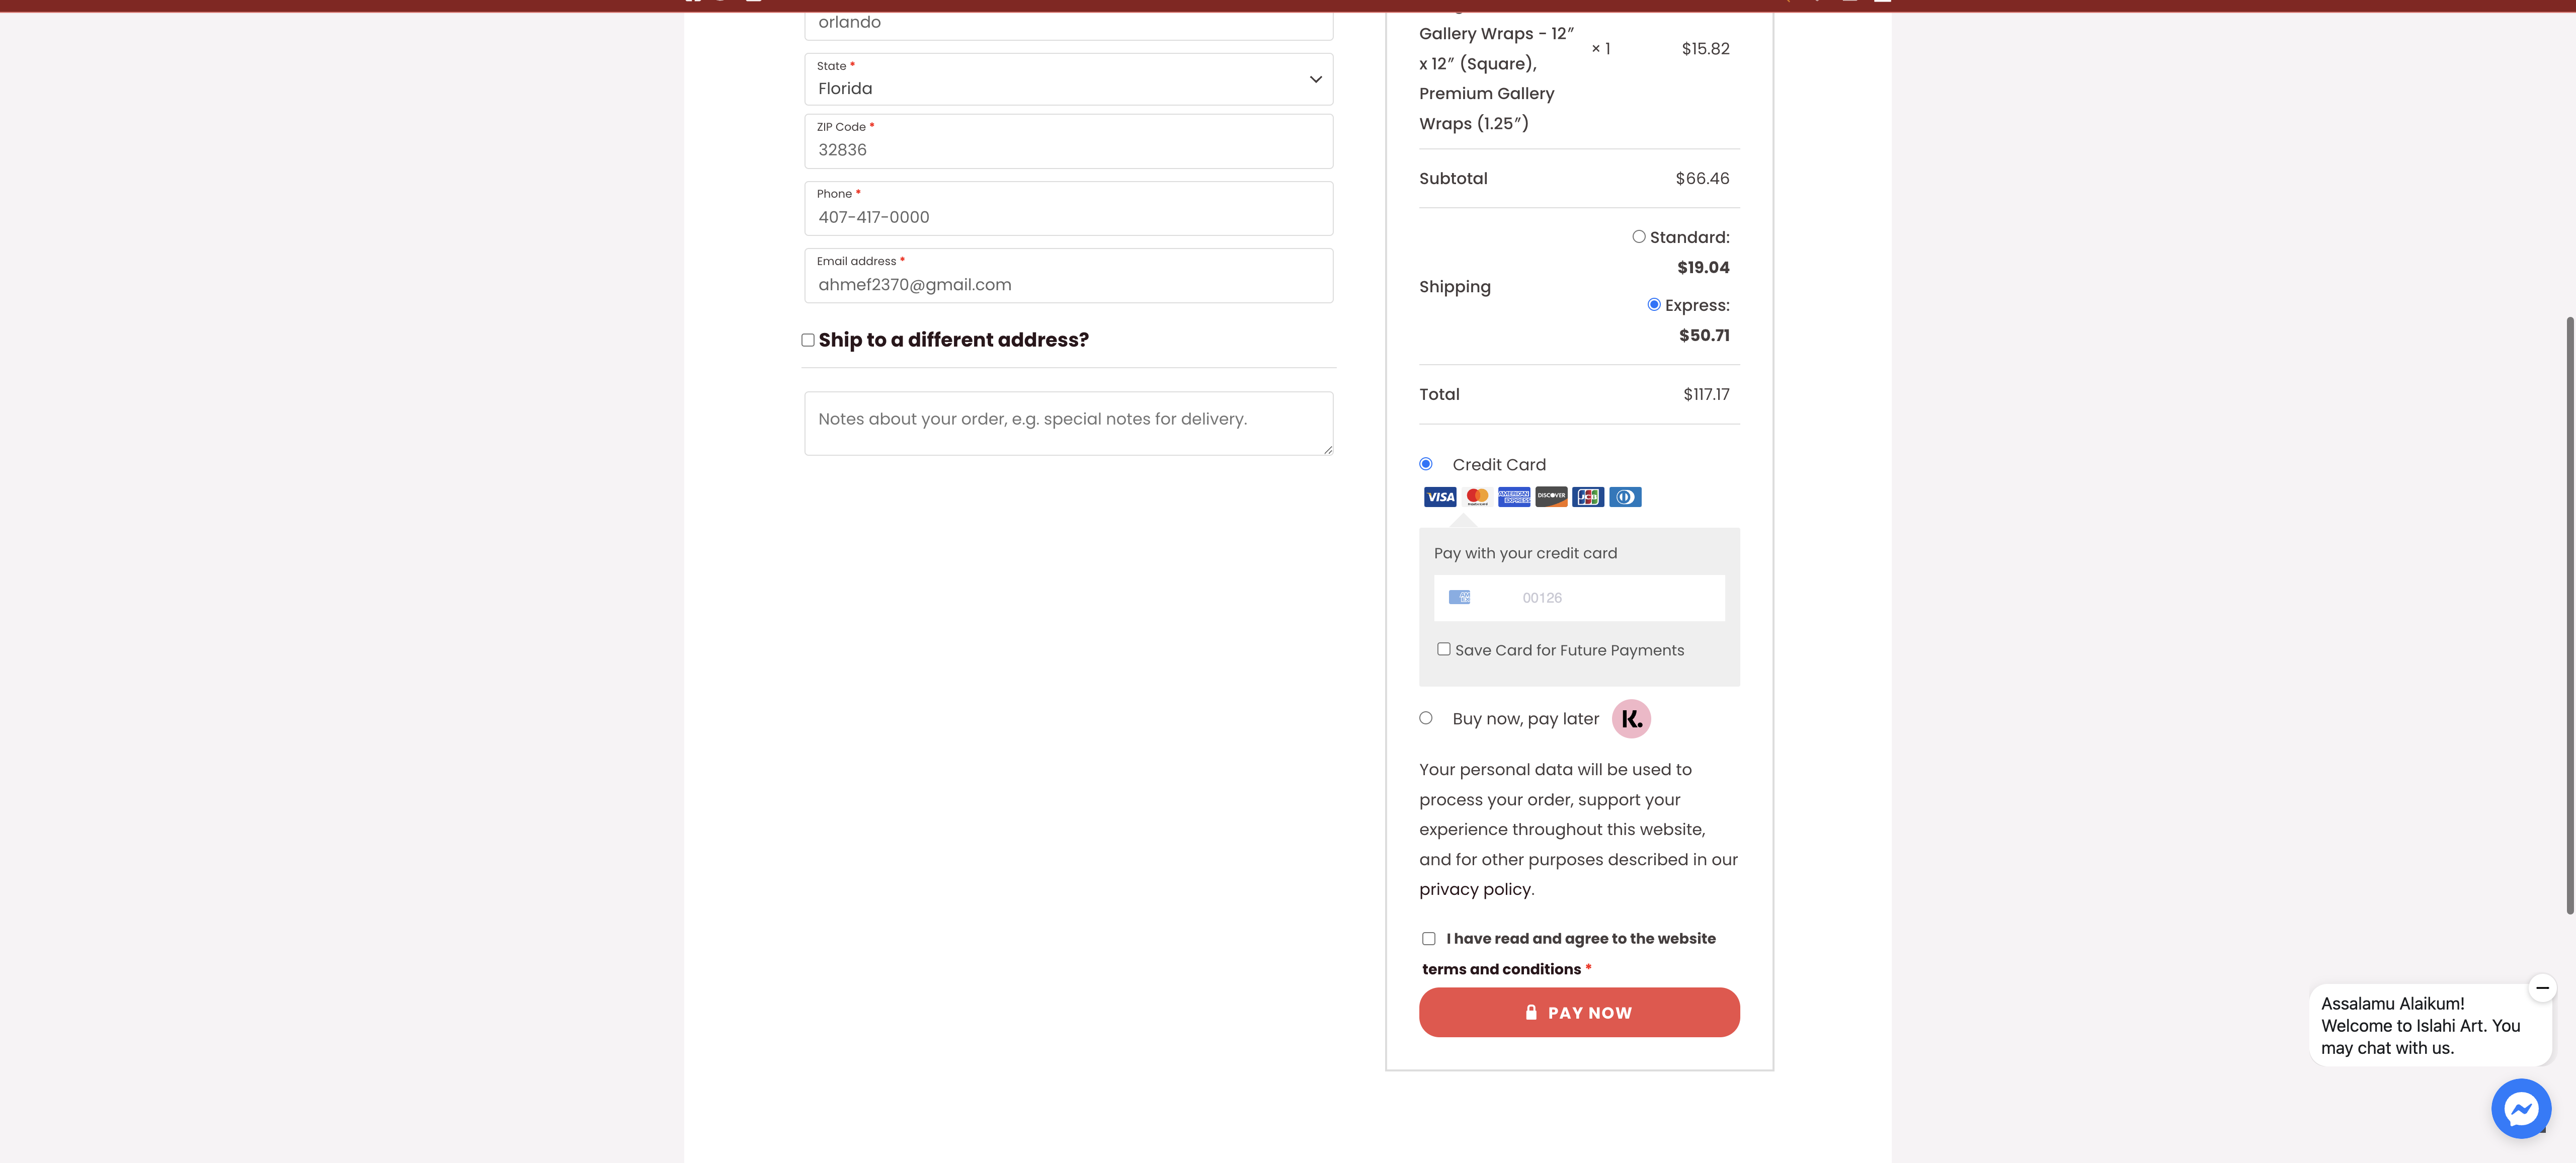 orlando
State *
Florida
ZIP Code *
32836
Phone *
407-417-0000
Email address *
ahmef2370@gmail.com
Ship to a different address?
Notes about your order, e.g. special notes for delivery.
Gallery Wraps - 12″
x 12″ (Square),
Premium Gallery
Wraps (1.25″)
× 1
$15.82
Subtotal
$66.46
Shipping
Standard:
$19.04
Express:
$50.71
Total
$117.17
Credit Card
VISA
AMERICAN EXPRESS
DISCOVER
JCB
Pay with your credit card
00126
Save Card for Future Payments
Buy now, pay later
K.
Your personal data will be used to
process your order, support your
experience throughout this website,
and for other purposes described in our
privacy policy.
I have read and agree to the website
terms and conditions *
PAY NOW
Assalamu Alaikum!
Welcome to Islahi Art. You
may chat with us.